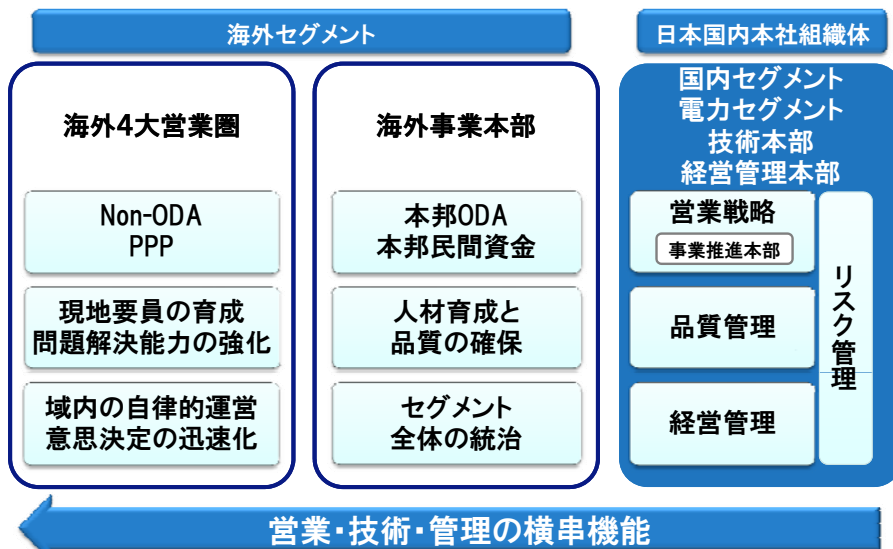 海外セグメント
日本国内本社組織体
海外4大営業圏
Non-ODA
PPP
現地要員の育成
問題解決能力の強化
域内の自律的運営
意思決定の迅速化
海外事業本部
本邦ODA
本邦民間資金
人材育成と
品質の確保
セグメント
全体の統治
国内セグメント
電力セグメント
技術本部
経営管理本部
営業戦略
事業推進本部
品質管理
経営管理
リスク管理
営業・技術・管理の横串機能